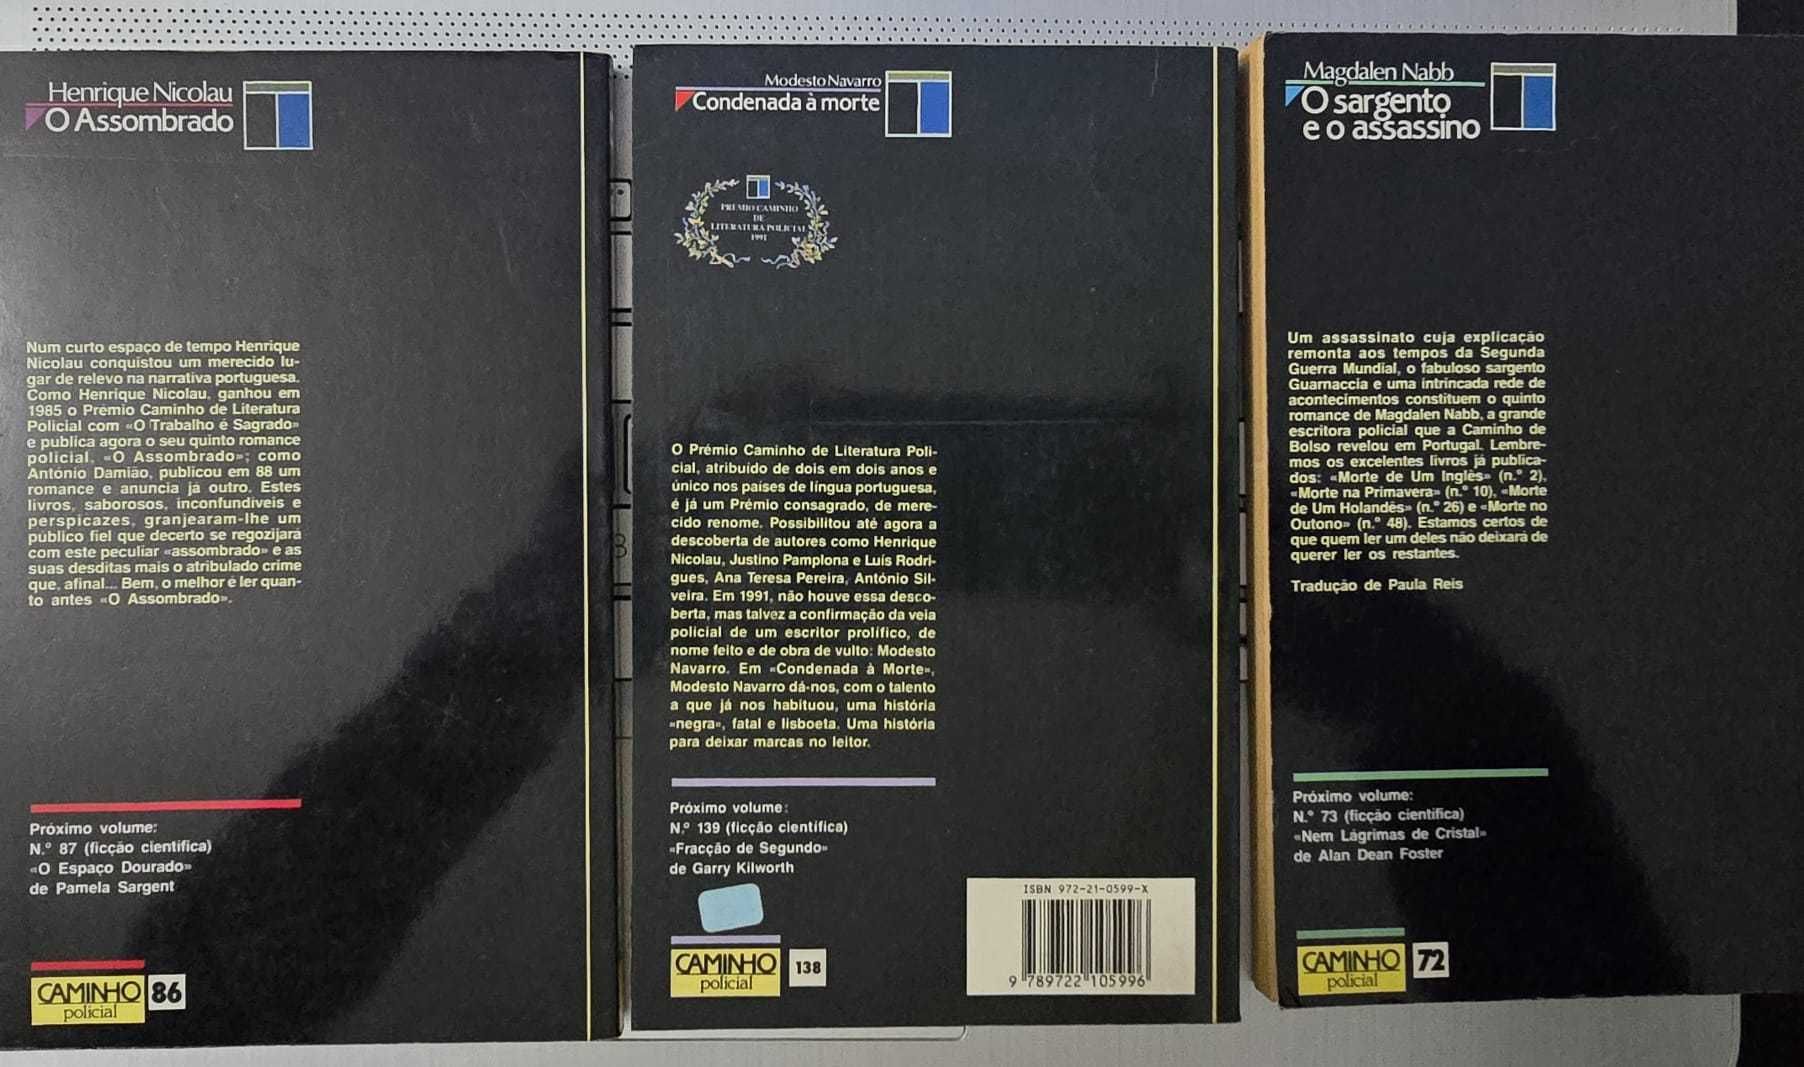 Henrique Nicolau
O Assombrado
Num curto espaço de tempo Henrique
Nicolau conquistou um merecido lu-
gar de relevo na narrativa portuguesa.
Como Henrique Nicolau, ganhou em
1985 o Prémio Caminho de Literatura
Policial com «O Trabalho é Sagrado»
e publica agora o seu quinto romance
policial, «O Assombrado»; como
António Damião, publicou em 88 um
romance e anuncia já outro. Estes
livros, saborosos, inconfundíveis e
perspicazes, granjearam-lhe um
público fiel que decerto se regozijará
com este peculiar «assombrado» e as
suas desditas mais o atribulado crime
que, afinal... Bem, o melhor é ler quan-
to antes «O Assombrado».
Próximo volume:
N.º 87 (ficção científica)
«O Espaço Dourado»
de Pamela Sargent
CAMINHO
policial
86
Modesto Navarro
Condenada à morte
PRÉMIO CAMINHO
DE
LITERATURA POLICIAL
1991
O Prémio Caminho de Literatura Poli-
cial, atribuído de dois em dois anos e
único nos países de língua portuguesa,
é já um Prémio consagrado, de mere-
cido renome. Possibilitou até agora a
descoberta de autores como Henrique
Nicolau, Justino Pamplona e Luís Rodri-
gues, Ana Teresa Pereira, António Sil-
veira. Em 1991, não houve essa desco-
berta, mas talvez a confirmação da veia
policial de um escritor prolífico, de
nome feito e de obra de vulto: Modesto
Navarro. Em «Condenada à Morte»,
Modesto Navarro dá-nos, com o talento
a que já nos habituou, uma história
«negra», fatal e lisboeta. Uma história
para deixar marcas no leitor.
Próximo volume:
N.º 139 (ficção científica)
«Fracção de Segundo»
de Garry Kilworth
CAMINHO
policial
138
ISBN 972-21-0599-X
9 789722 105996
Magdalen Nabb
O sargento
e o assassino
Um assassinato cuja explicação
remonta aos tempos da Segunda
Guerra Mundial, o fabuloso sargento
Guarnaccia e uma intrincada rede de
acontecimentos constituem o quinto
romance de Magdalen Nabb, a grande
escritora policial que a Caminho de
Bolso revelou em Portugal. Lembre-
mos os excelentes livros já publica-
dos: «Morte de Um Inglês» (n.º 2),
«Morte na Primavera» (n.º 10), «Morte
de Um Holandês» (n.º 26) e «Morte no
Outono» (n.º 48). Estamos certos de
que quem ler um deles não deixará de
querer ler os restantes.
Tradução de Paula Reis
Próximo volume:
N.º 73 (ficção científica)
«Nem Lágrimas de Cristal»
de Alan Dean Foster
CAMINHO
policial
72